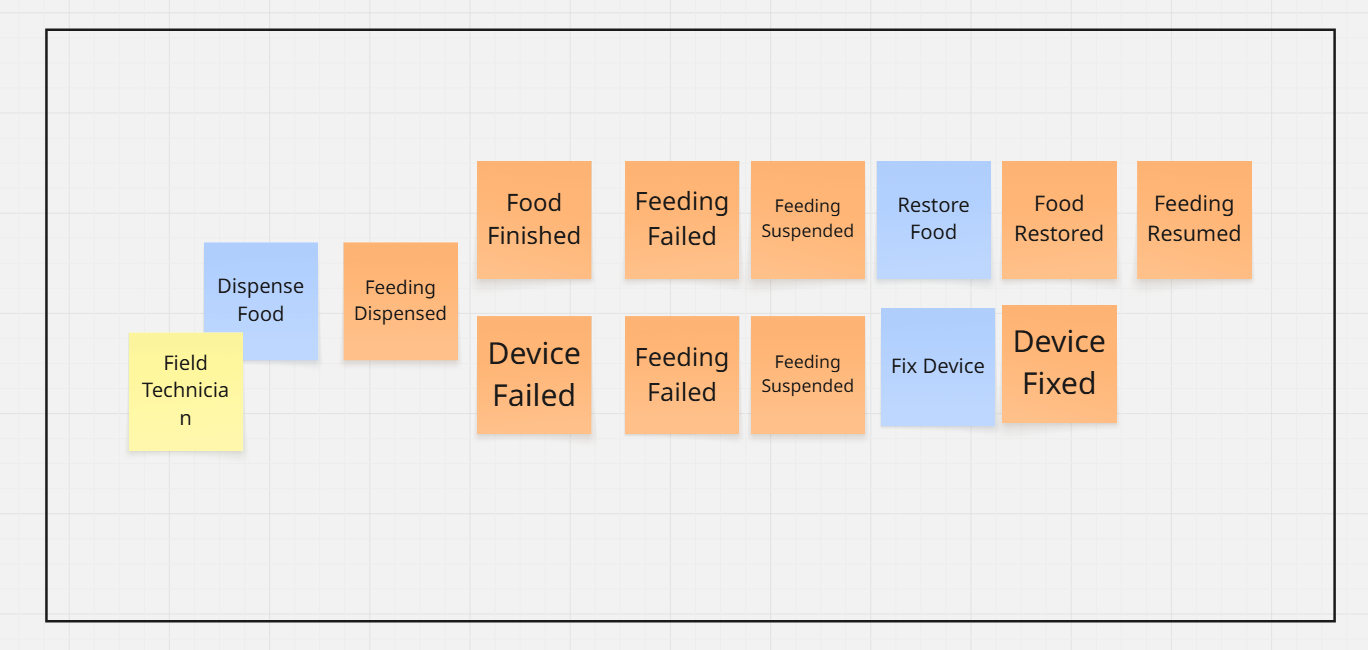 Food
Finished
Feeding
Failed
Feeding
Suspended
Restore
Food
Food
Restored
Feeding
Resumed
Dispense
Food
Feeding
Dispensed
Field
Technicia
n
Device
Failed
Feeding
Failed
Feeding
Suspended
Fix Device
Device
Fixed